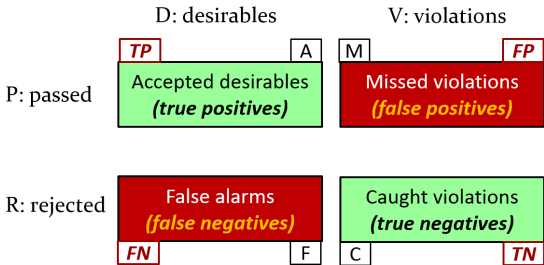 D: desirables
V: violations
TP
A
M
FP
P: passed
Accepted desirables
(true positives)
Missed violations
(false positives)
R: rejected
False alarms
(false negatives)
Caught violations
(true negatives)
FN
F
C
TN